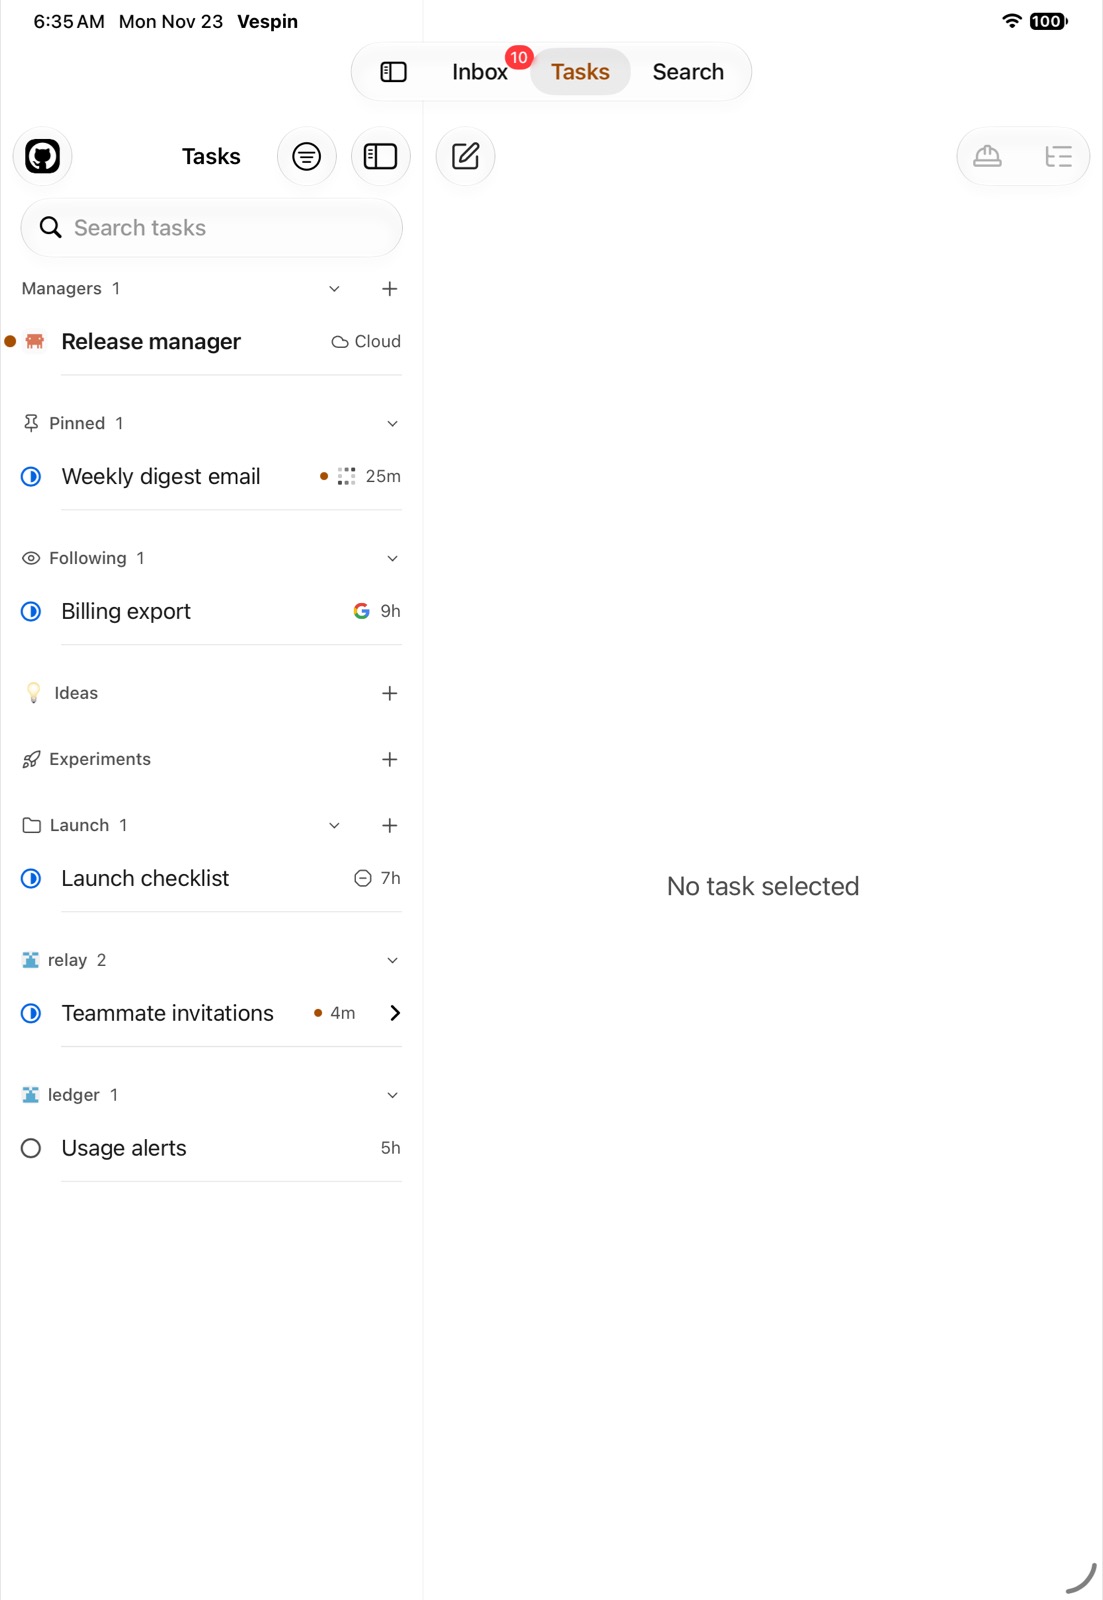 6:35 AM Mon Nov 23 Vespin
100
Inbox 10 Tasks Search
Tasks
Search tasks
Managers 1
Release manager Cloud
Pinned 1
Weekly digest email 25m
Following 1
Billing export 9h
Ideas
Experiments
Launch 1
Launch checklist 7h
No task selected
relay 2
Teammate invitations 4m
ledger 1
Usage alerts 5h